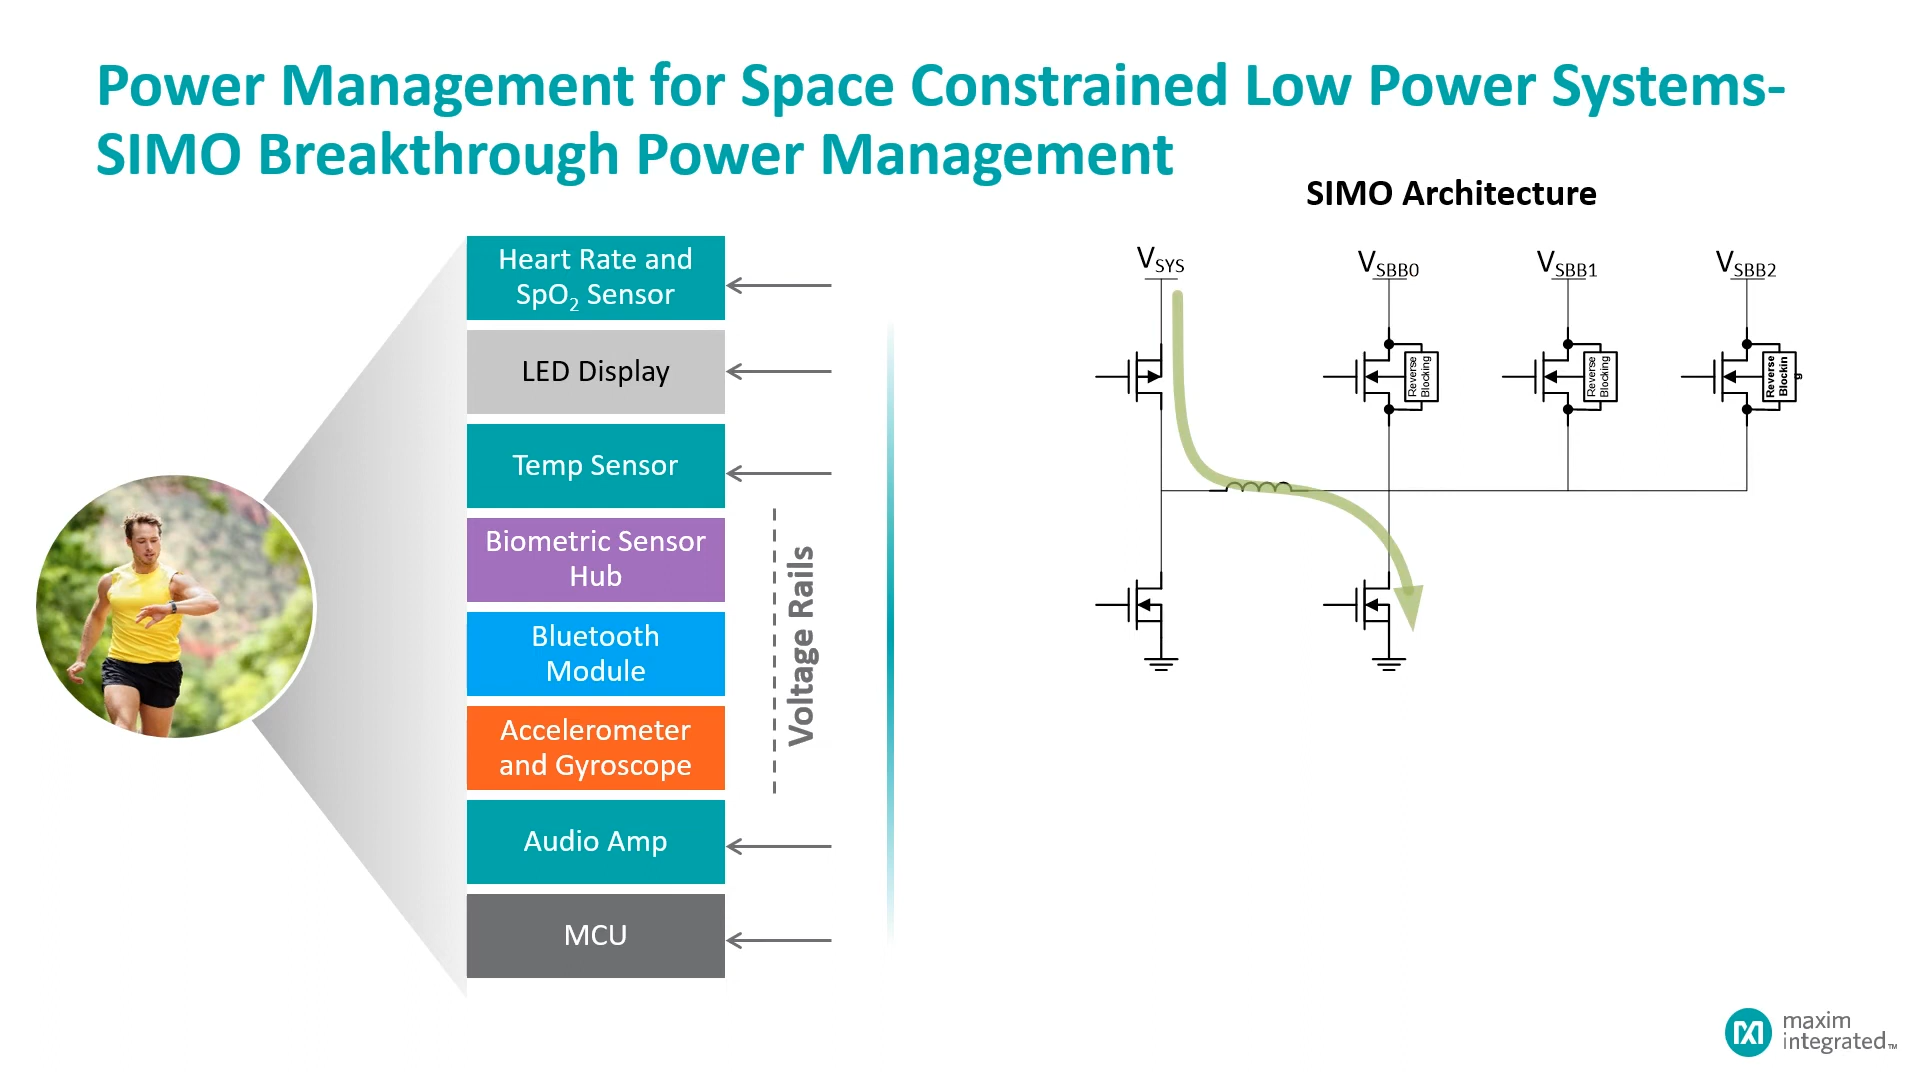 Power Management for Space Constrained Low Power Systems-
SIMO Breakthrough Power Management
SIMO Architecture
Heart Rate and
SpO₂ Sensor
LED Display
Temp Sensor
Biometric Sensor
Hub
Bluetooth
Module
Accelerometer
and Gyroscope
Audio Amp
MCU
Voltage Rails
VSYS
VSBB0
VSBB1
VSBB2
Reverse
Blocking
Reverse
Blocking
Reverse
Blockin
g
maxim
integrated™